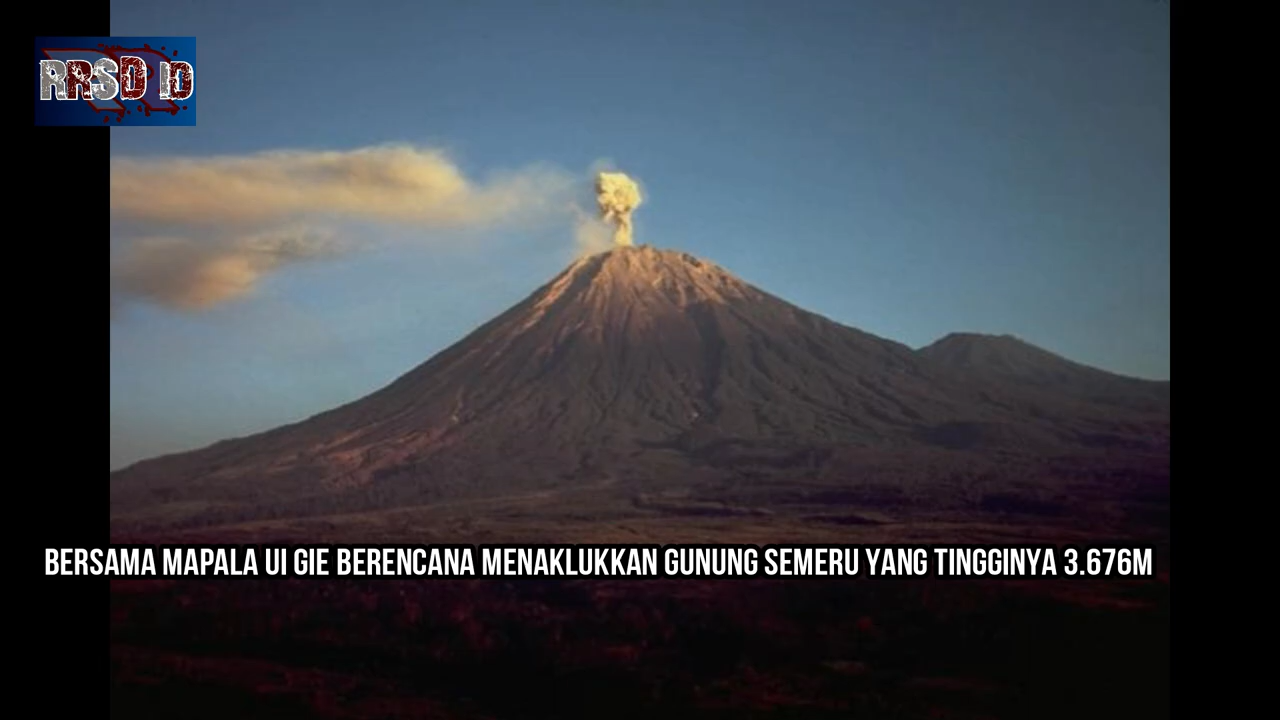 RRSD ID
BERSAMA MAPALA UI GIE BERENCANA MENAKLUKKAN GUNUNG SEMERU YANG TINGGINYA 3.676M